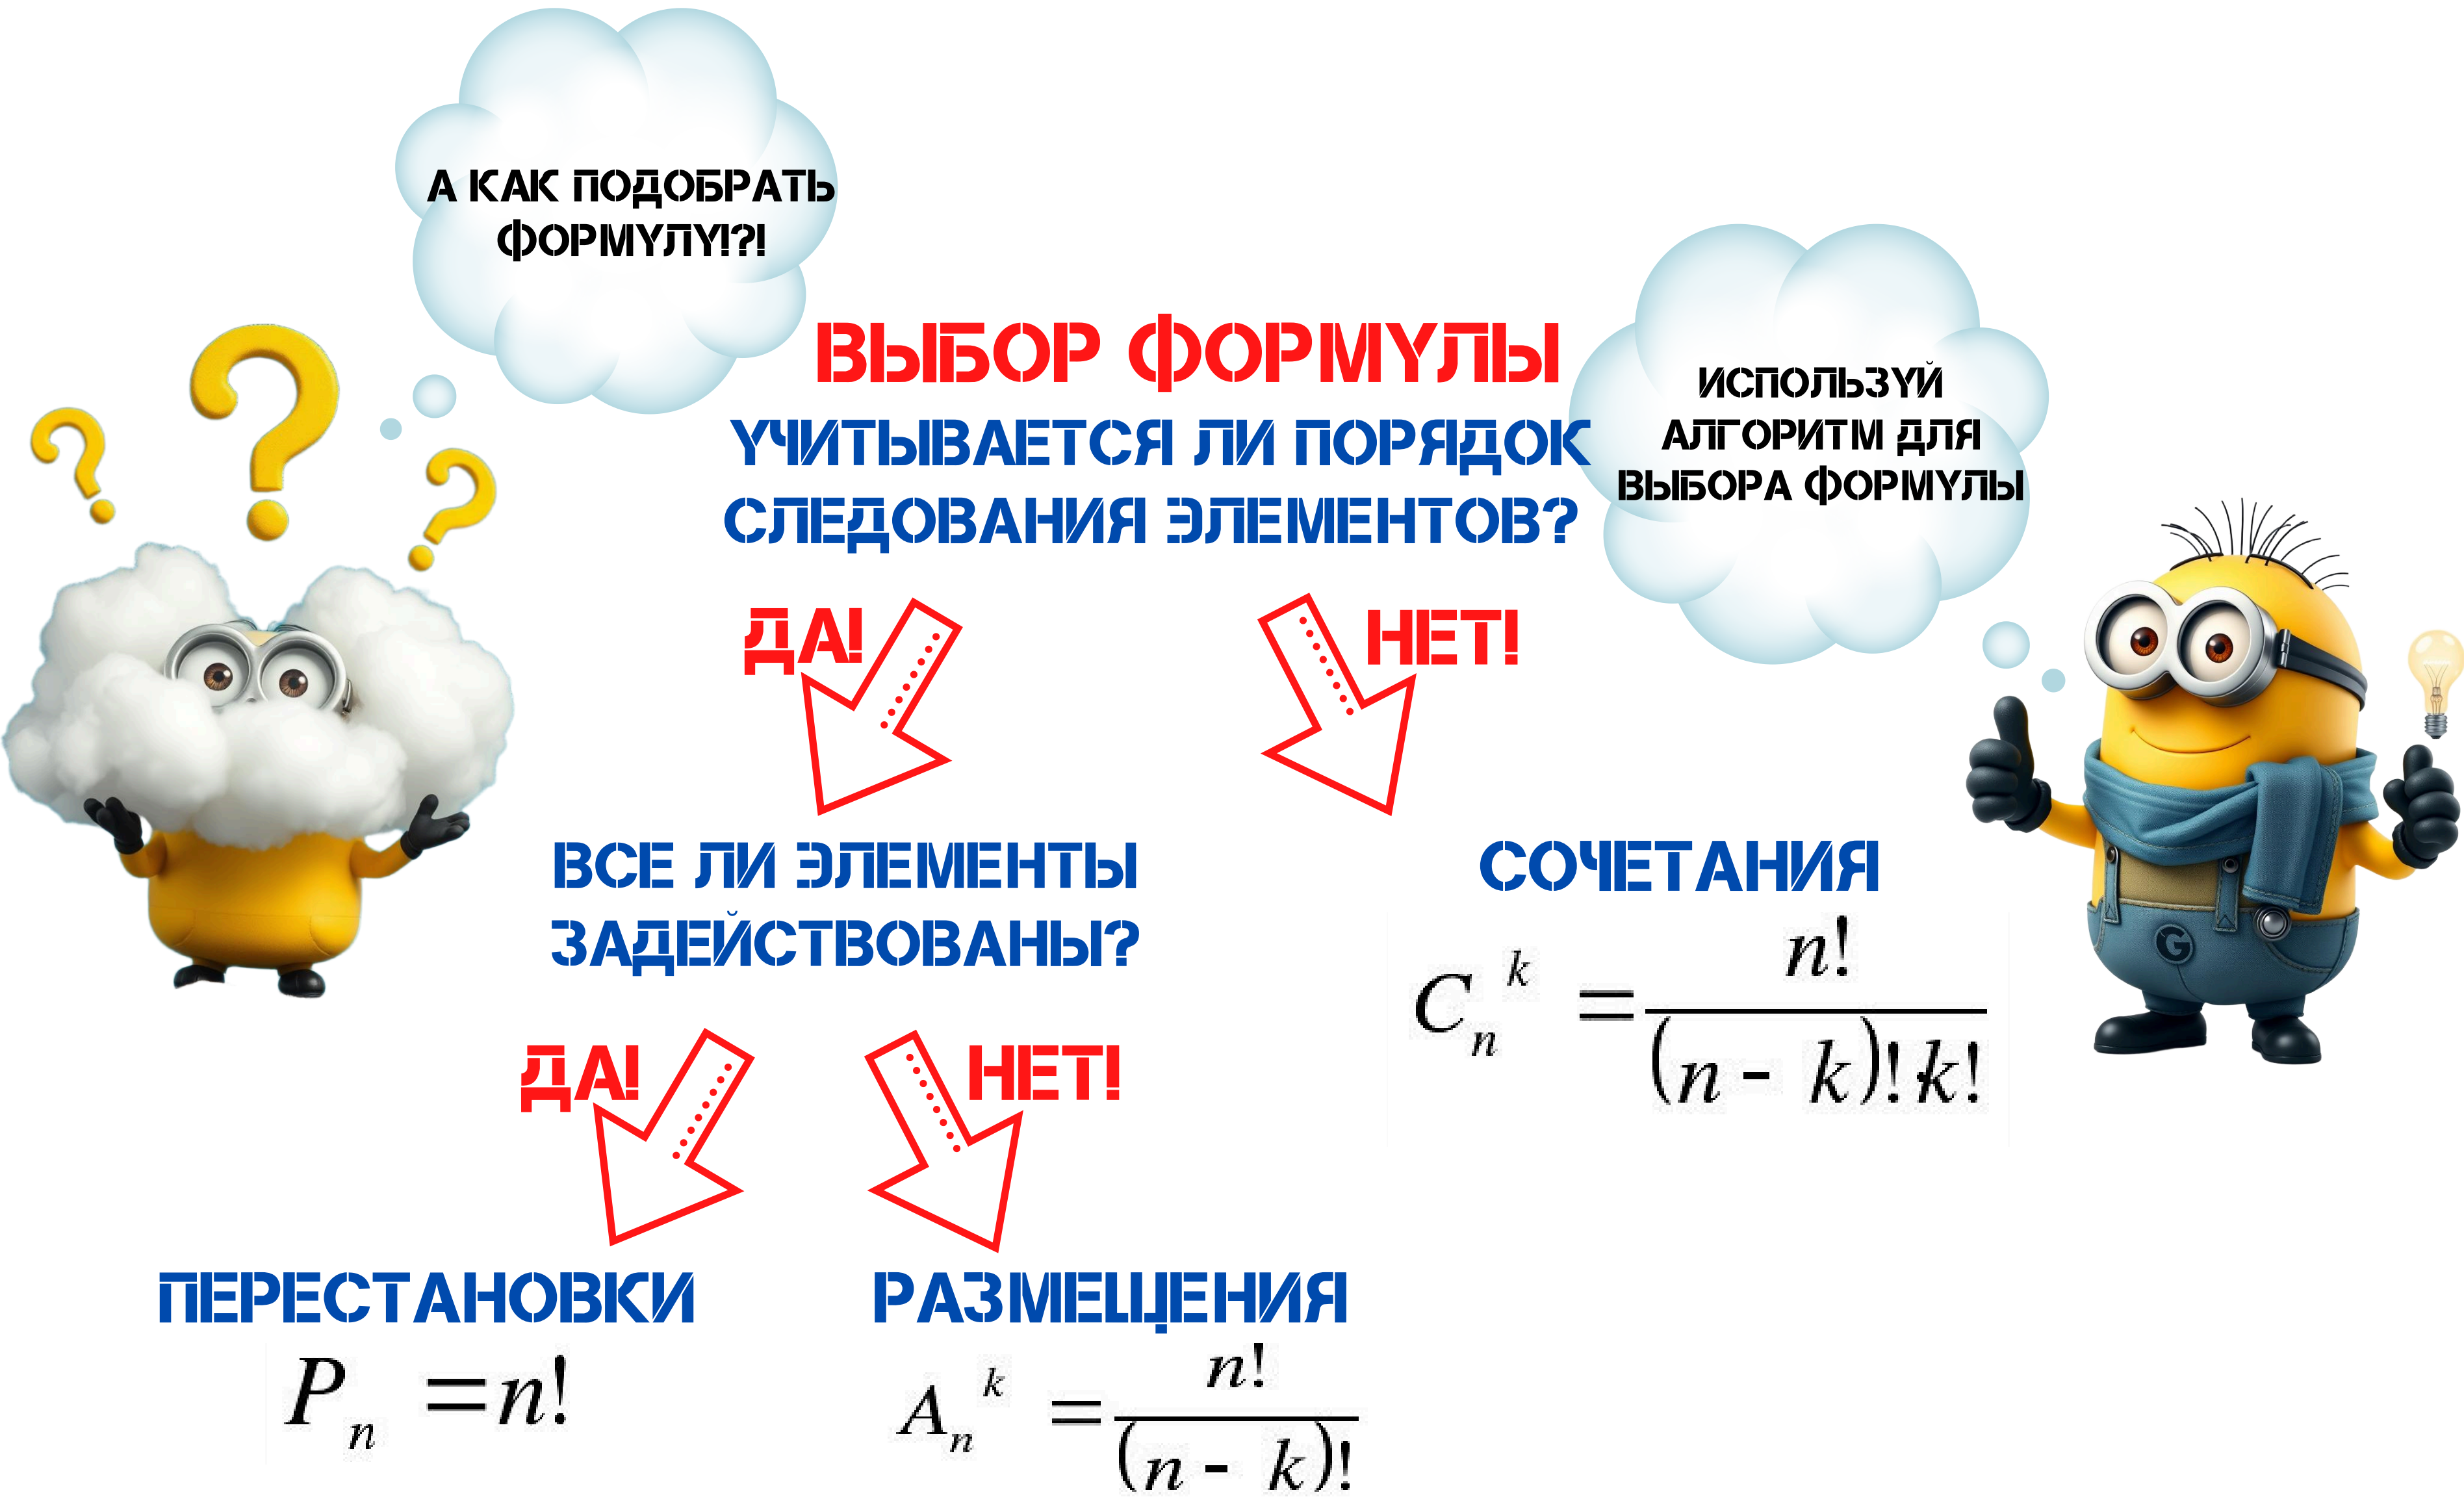 А КАК ПОДОБРАТЬ
ФОРМУЛУ!?!
ВЫБОР ФОРМУЛЫ
УЧИТЫВАЕТСЯ ЛИ ПОРЯДОК
СЛЕДОВАНИЯ ЭЛЕМЕНТОВ?
ИСПОЛЬЗУЙ
АЛГОРИТМ ДЛЯ
ВЫБОРА ФОРМУЛЫ
ДА!
НЕТ!
ВСЕ ЛИ ЭЛЕМЕНТЫ
ЗАДЕЙСТВОВАНЫ?
СОЧЕТАНИЯ
C_n^k = n! / (n - k)! · k!
G
ДА!
НЕТ!
ПЕРЕСТАНОВКИ
P_n = n!
РАЗМЕЩЕНИЯ
A_n^k = n! / (n - k)!